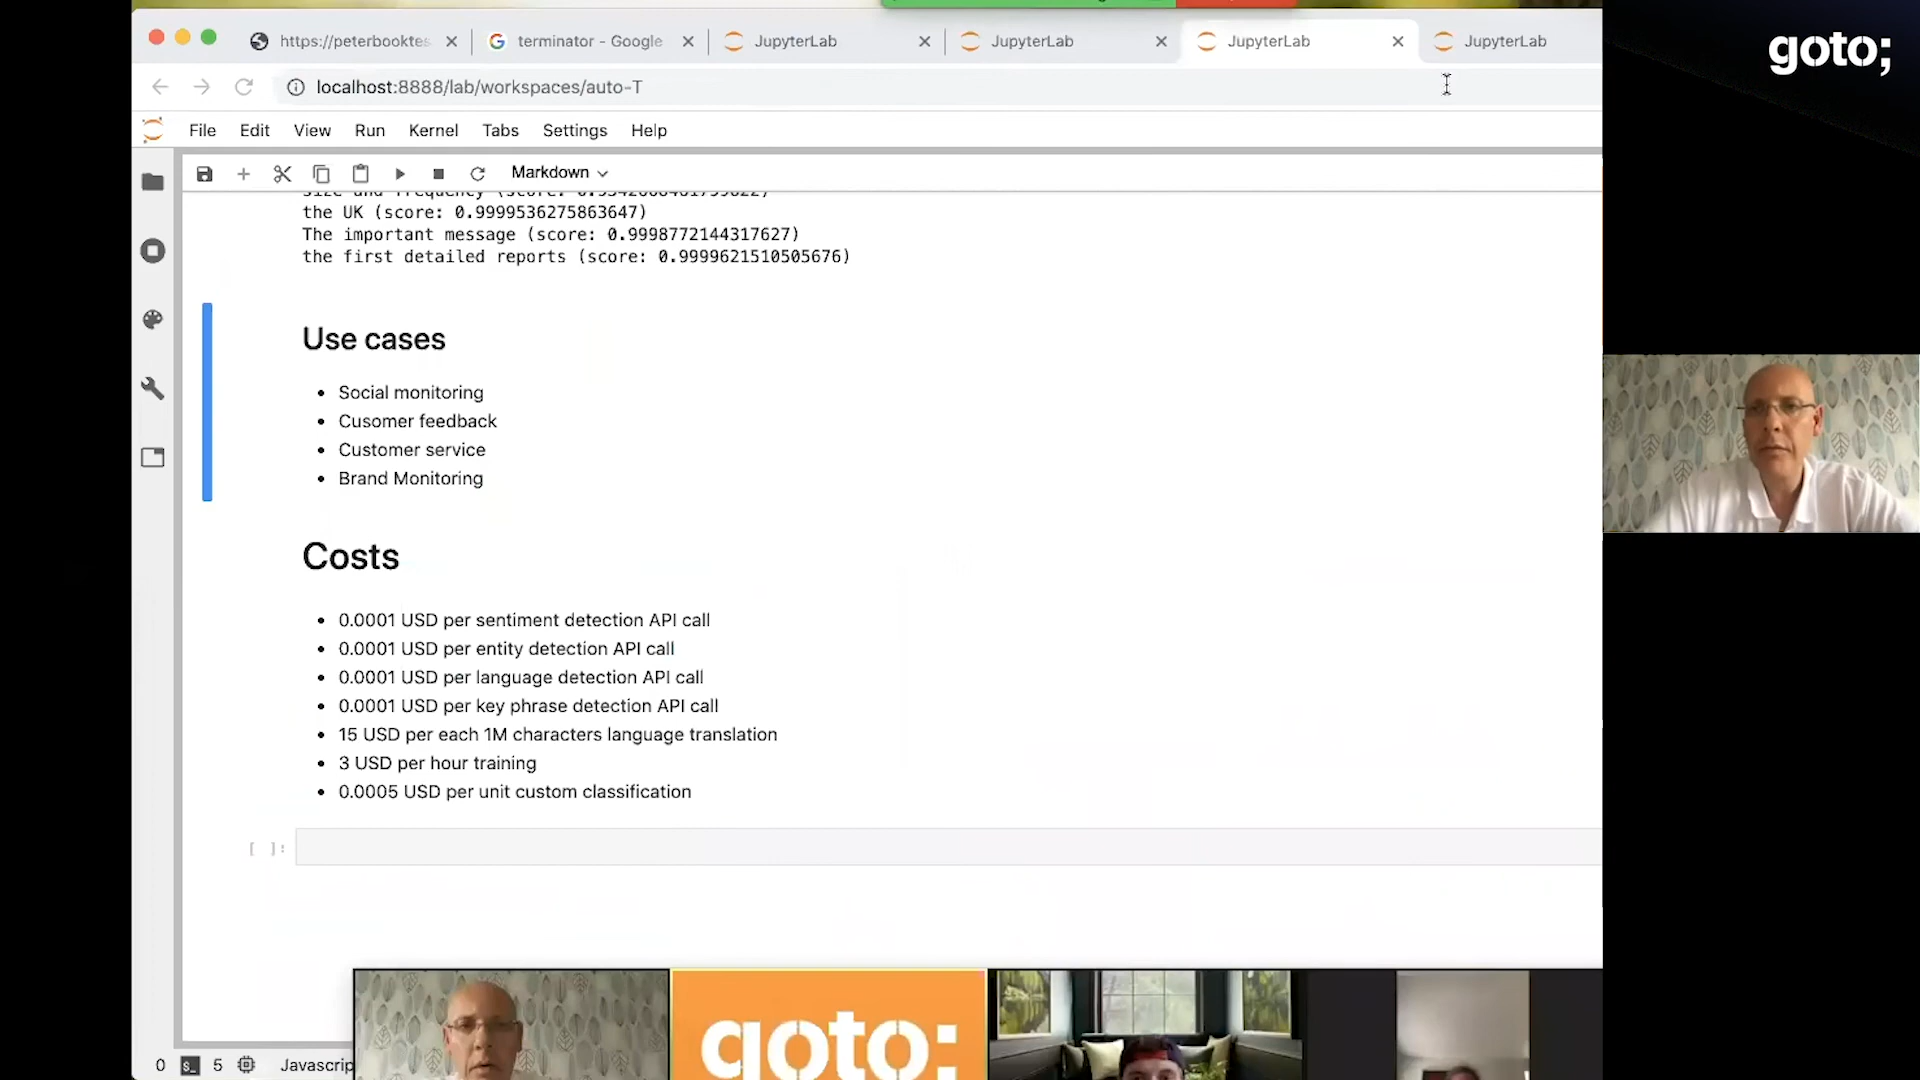 https://peterbooktes
terminator - Google
JupyterLab
JupyterLab
JupyterLab
JupyterLab
goto;
localhost:8888/lab/workspaces/auto-T
File Edit View Run Kernel Tabs Settings Help
Markdown
size and frequency (score:
the UK (score: 0.9999536275863647)
The important message (score: 0.9998772144317627)
the first detailed reports (score: 0.9999621510505676)
Use cases
• Social monitoring
• Cusomer feedback
• Customer service
• Brand Monitoring
Costs
• 0.0001 USD per sentiment detection API call
• 0.0001 USD per entity detection API call
• 0.0001 USD per language detection API call
• 0.0001 USD per key phrase detection API call
• 15 USD per each 1M characters language translation
• 3 USD per hour training
• 0.0005 USD per unit custom classification
[ ]:
goto;
0 5 Javascrip